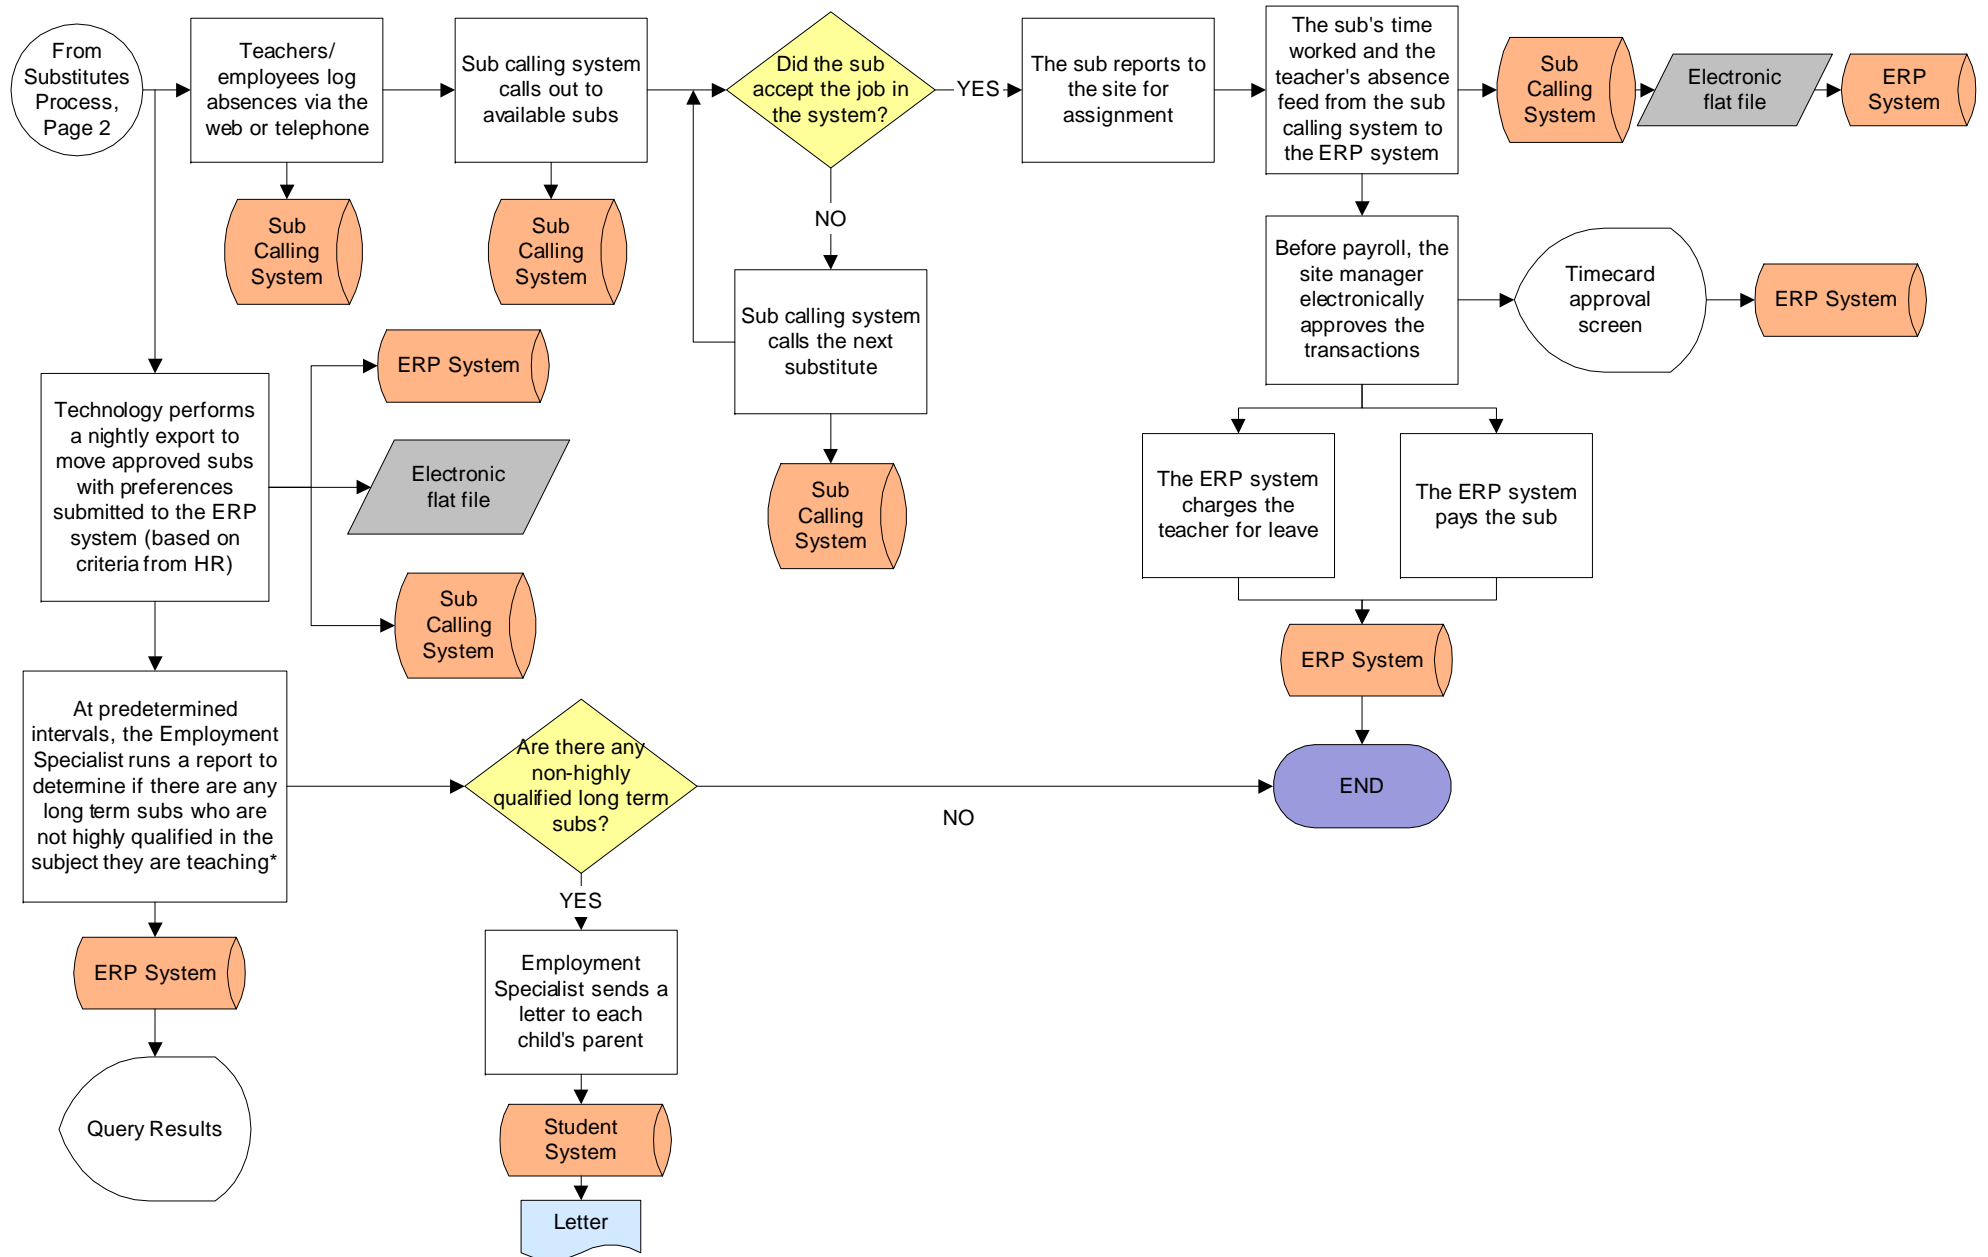 From
Substitutes
Process,
Page 2
Teachers/
employees log
absences via the
web or telephone
Sub calling system
calls out to
available subs
Did the sub
accept the job in
the system?
YES
The sub reports to
the site for
assignment
The sub's time
worked and the
teacher's absence
feed from the sub
calling system to
the ERP system
Sub
Calling
System
Electronic
flat file
ERP
System
Sub
Calling
System
Sub
Calling
System
NO
Sub calling system
calls the next
substitute
Sub
Calling
System
Before payroll, the
site manager
electronically
approves the
transactions
Timecard
approval
screen
ERP System
The ERP system
charges the
teacher for leave
The ERP system
pays the sub
ERP System
END
Technology performs
a nightly export to
move approved subs
with preferences
submitted to the ERP
system (based on
criteria from HR)
ERP System
Electronic
flat file
Sub
Calling
System
At predetermined
intervals, the Employment
Specialist runs a report to
determine if there are any
long term subs who are
not highly qualified in the
subject they are teaching*
Are there any
non-highly
qualified long term
subs?
NO
YES
ERP System
Query Results
Employment
Specialist sends a
letter to each
child's parent
Student
System
Letter